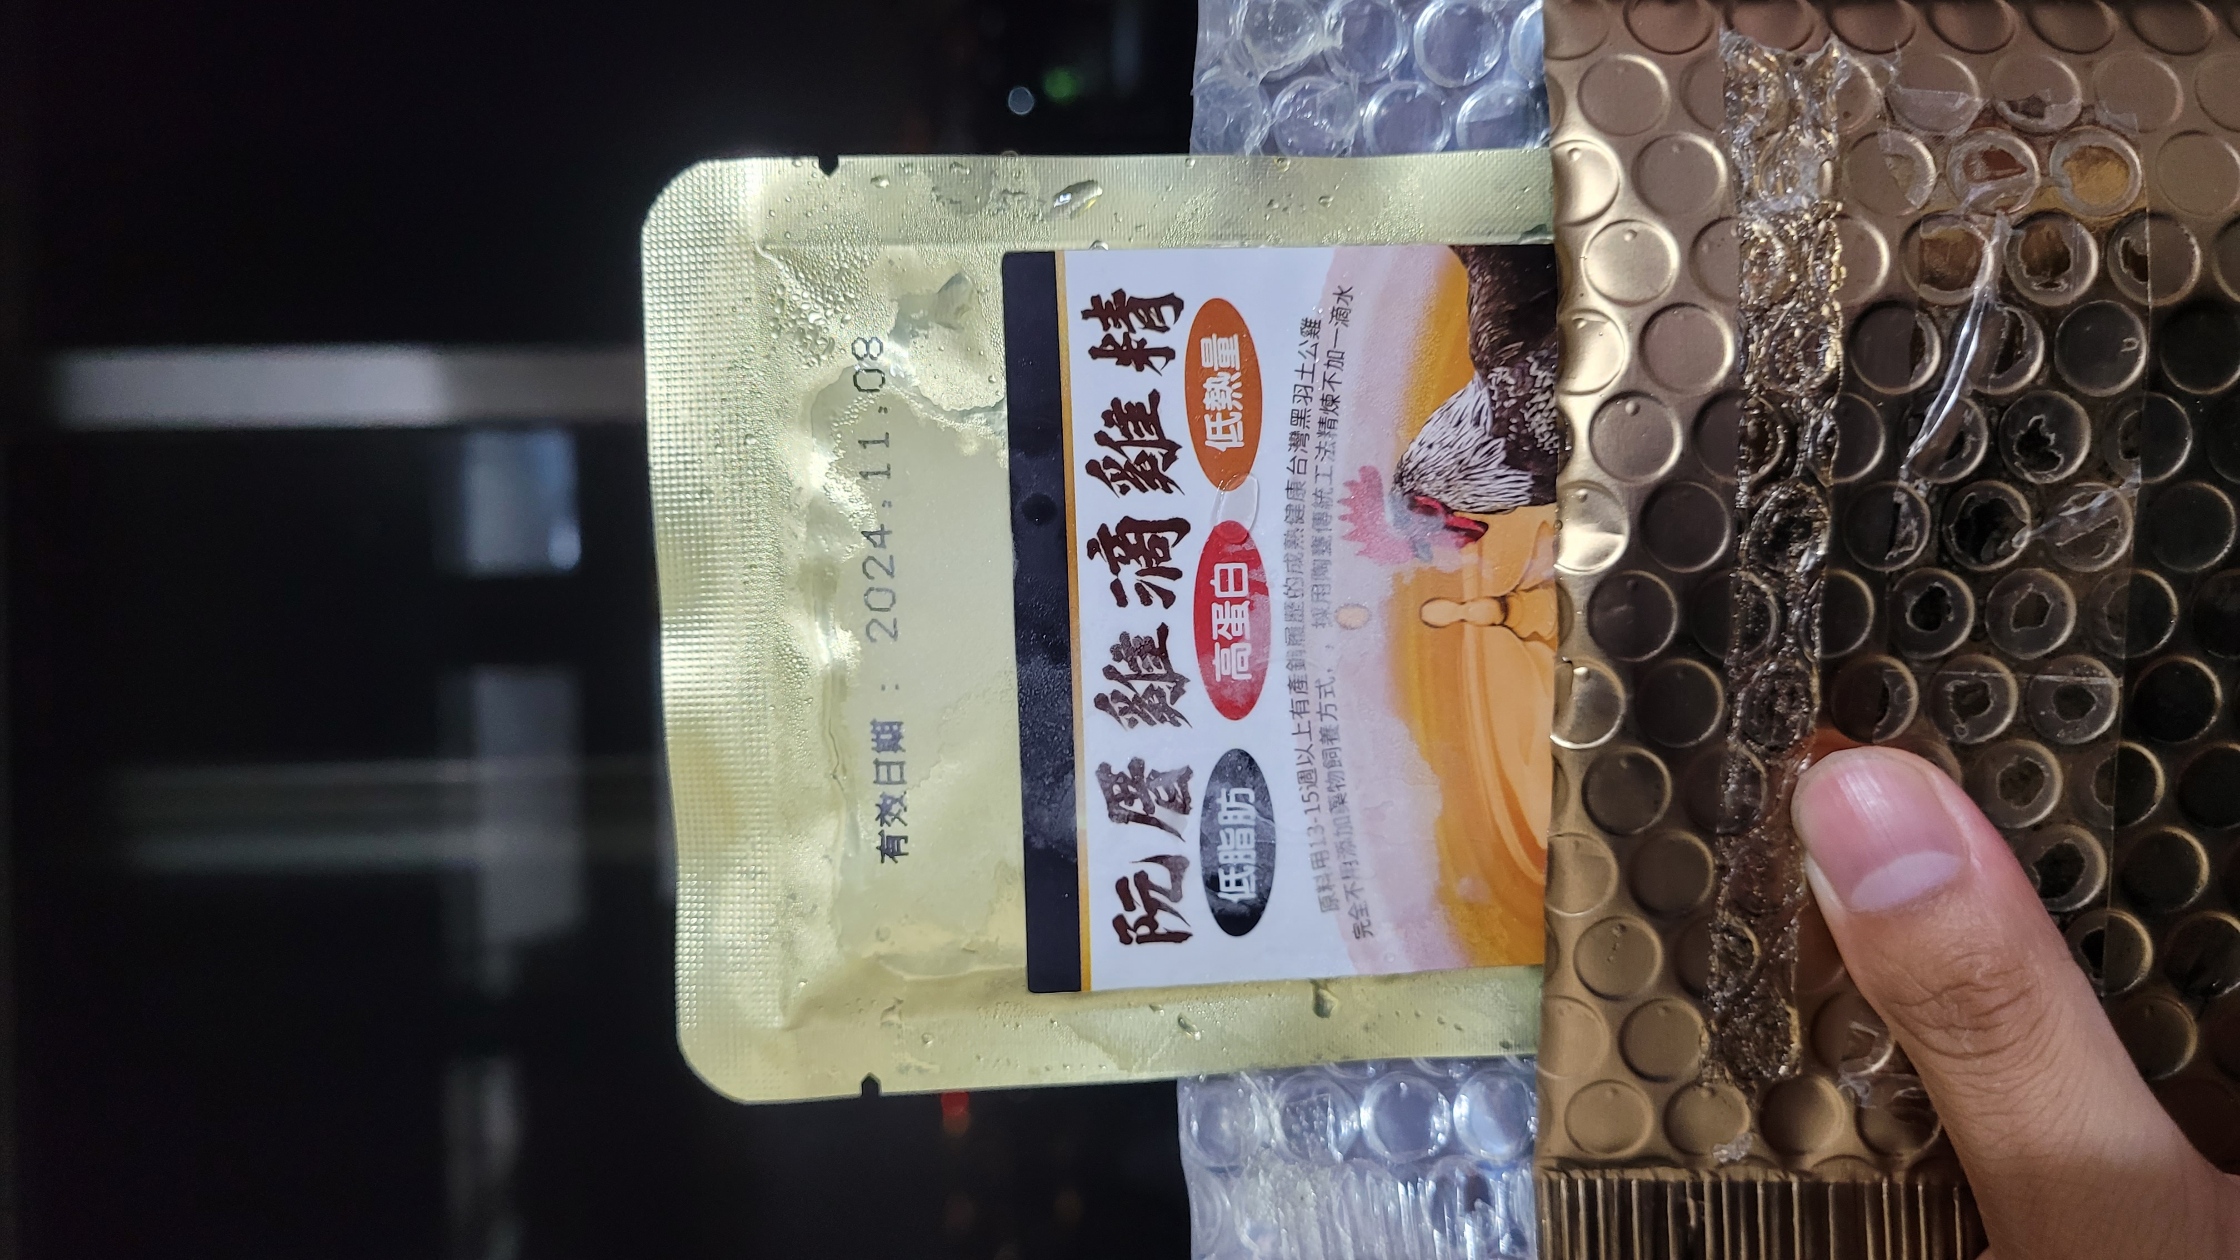 有效日期 : 2024.11.08
阮厝雞滴雞精
低脂肪 高蛋白 低熱量
原料用13-15週以上有產銷履歷的成熟健康台灣黑羽土公雞
完全不用添加藥物飼養方式，採用陶甕傳統工法精煉不加一滴水